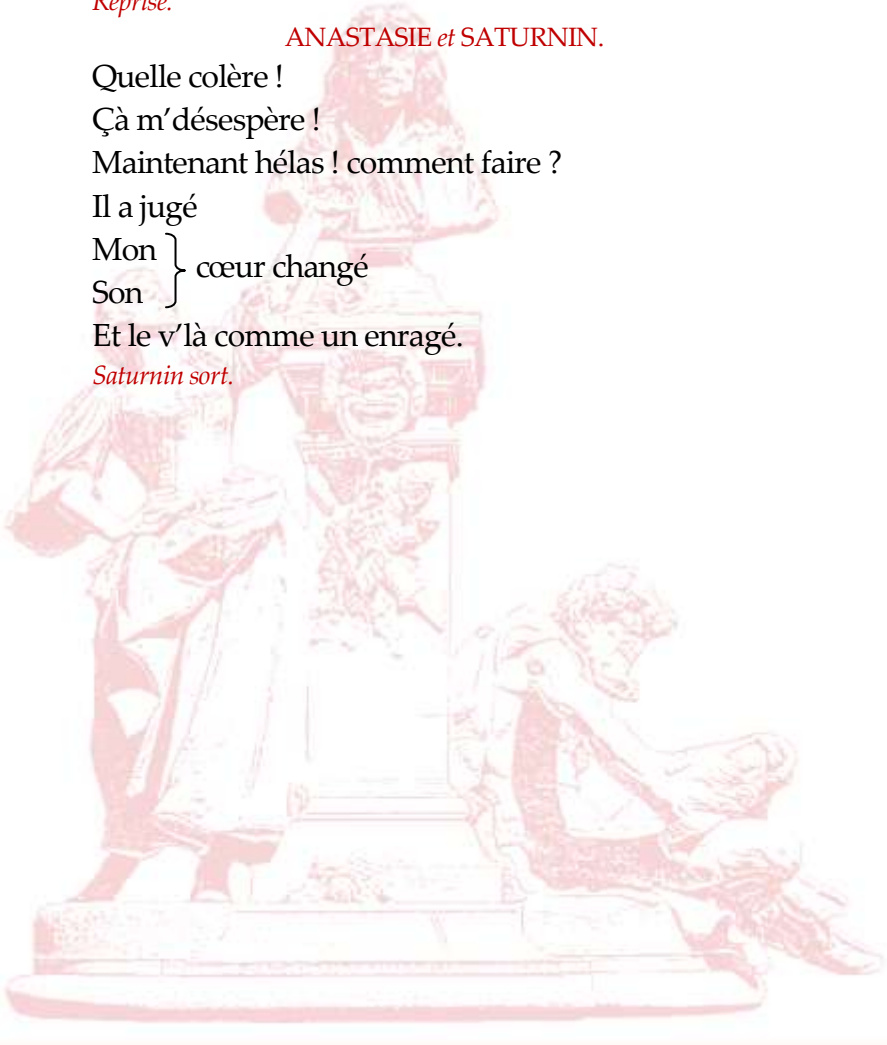 Reprise.
ANASTASIE et SATURNIN.
Quelle colère !
Çà m’désespère !
Maintenant hélas ! comment faire ?
Il a jugé
Mon
Son
} cœur changé
Et le v’là comme un enragé.
Saturnin sort.